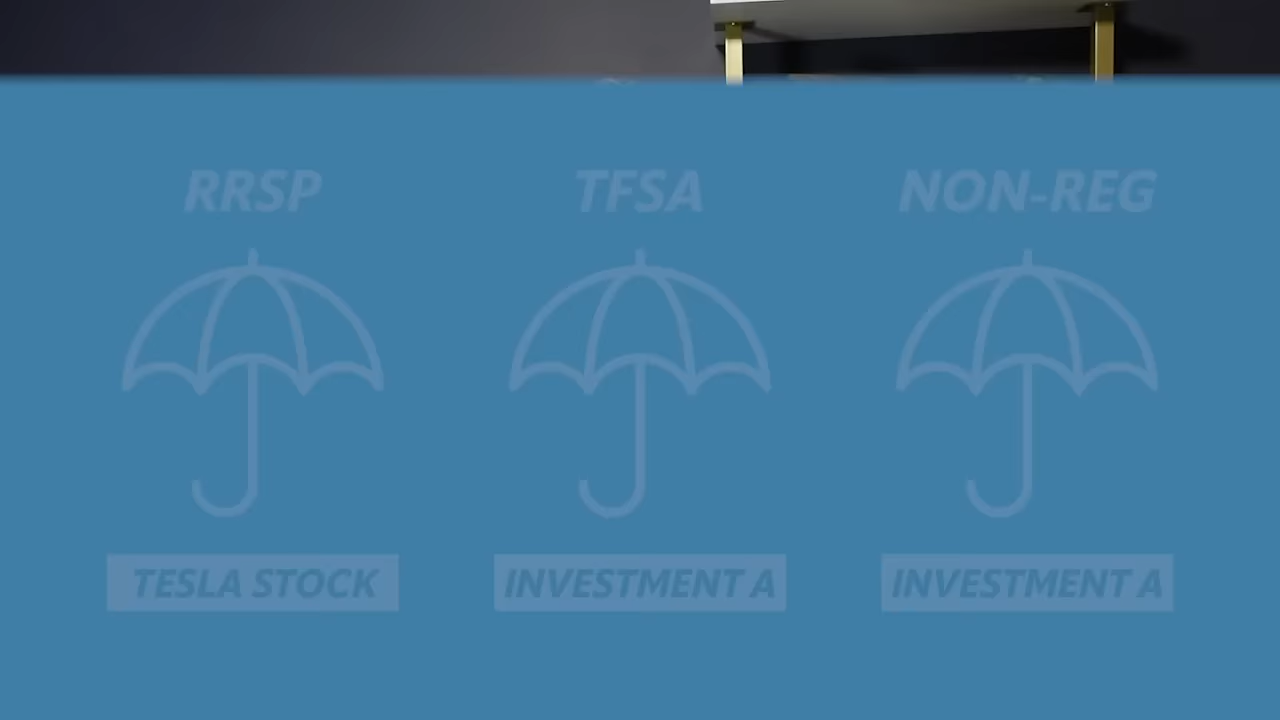 RRSP
TFSA
NON-REG
TESLA STOCK
INVESTMENT A
INVESTMENT A